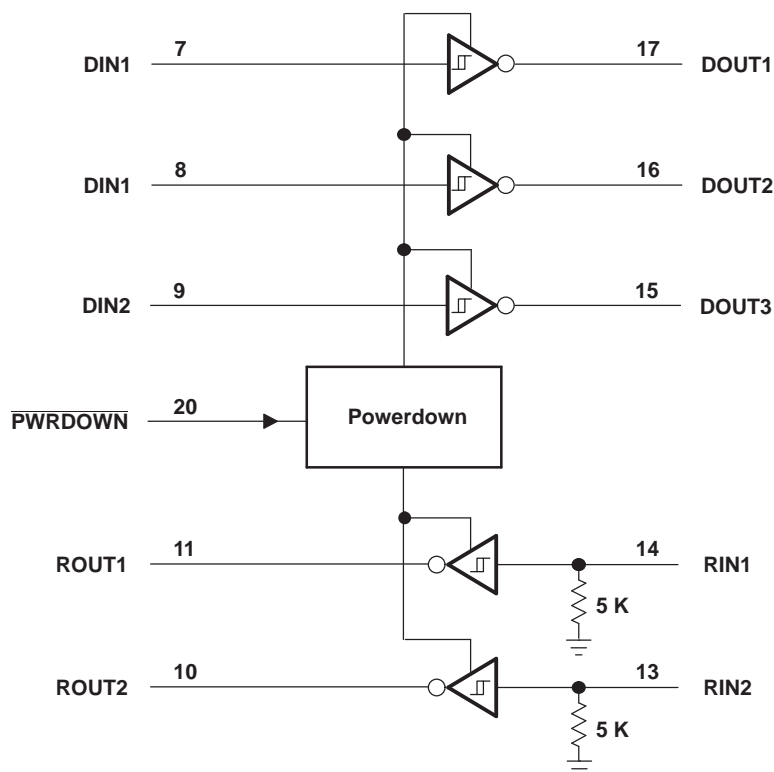 DIN1 7 17 DOUT1
DIN1 8 16 DOUT2
DIN2 9 15 DOUT3
PWRDOWN 20 Powerdown
ROUT1 11 14 RIN1
5 K
ROUT2 10 13 RIN2
5 K